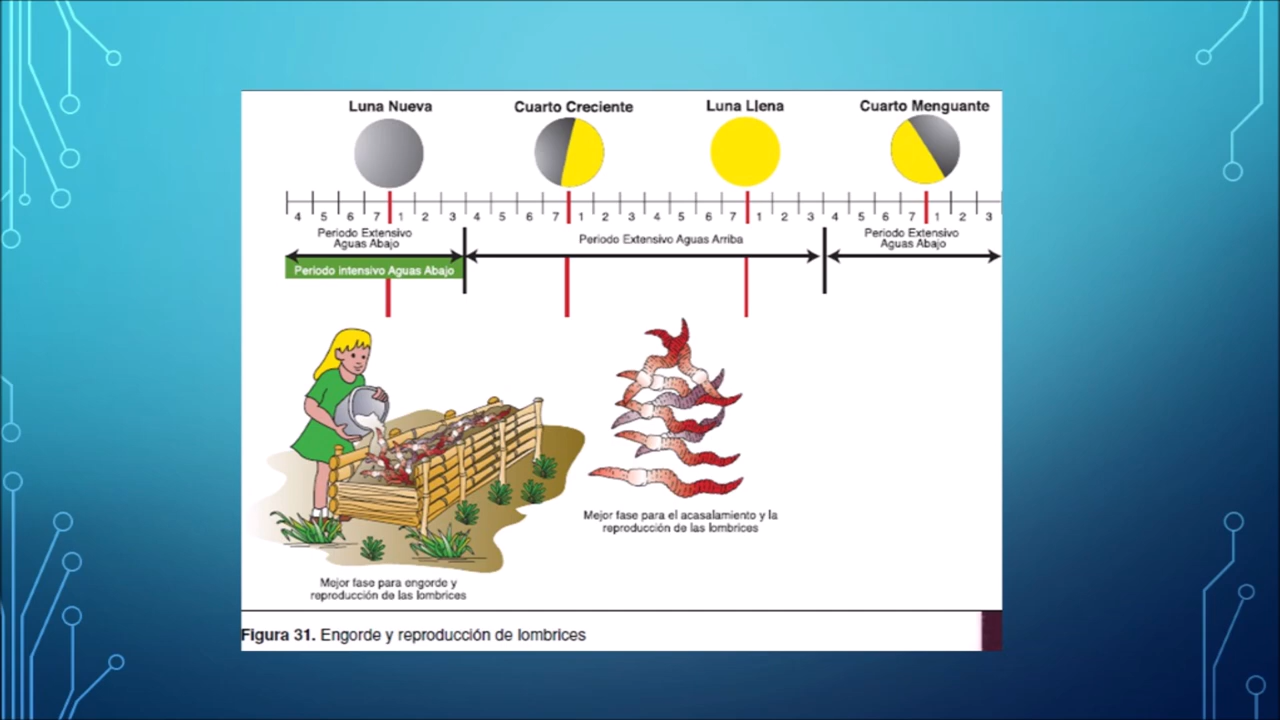 Luna Nueva Cuarto Creciente Luna Llena Cuarto Menguante
4 5 6 7 1 2 3 4 5 6 7 1 2 3 4 5 6 7 1 2 3 4 5 6 7 1 2 3
Periodo Extensivo
Aguas Abajo
Periodo Extensivo Aguas Arriba
Periodo Extensivo
Aguas Abajo
Periodo intensivo Aguas Abajo
Mejor fase para el acasalamiento y la
reproducción de las lombrices
Mejor fase para engorde y
reproducción de las lombrices
Figura 31. Engorde y reproducción de lombrices